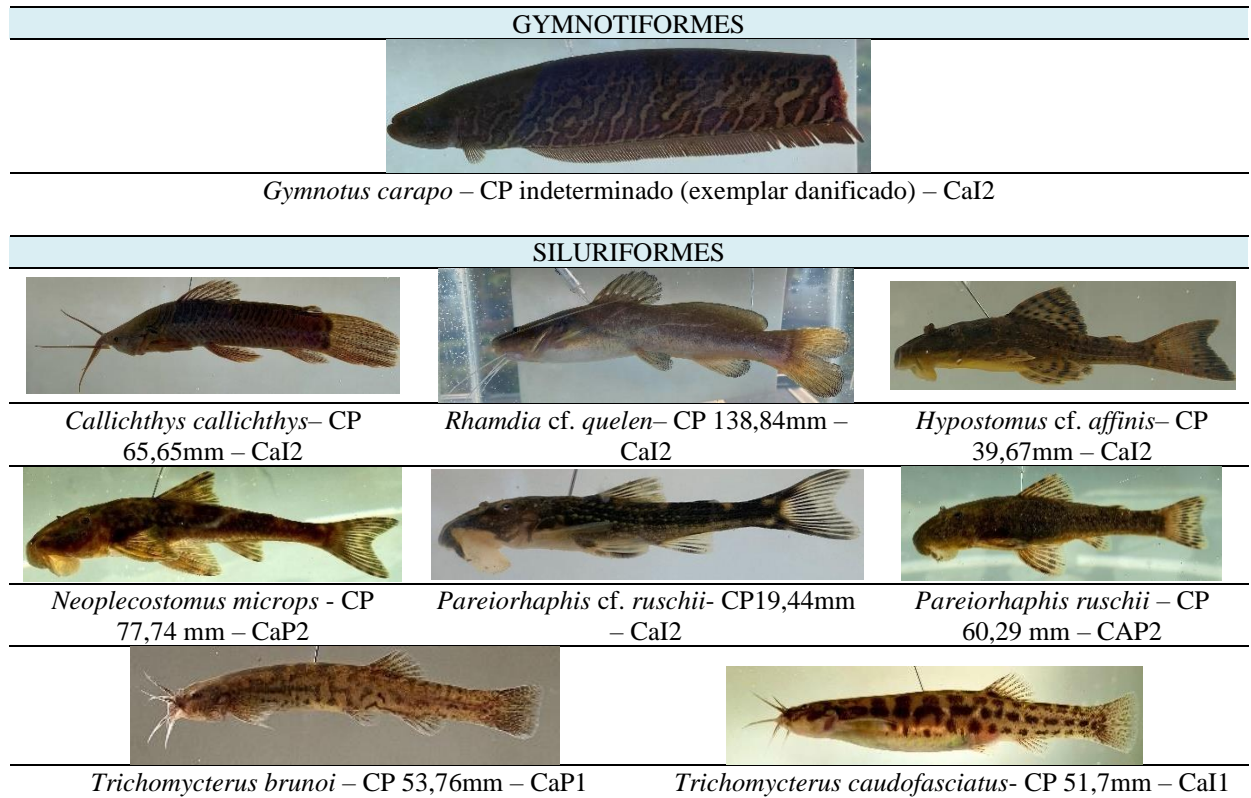 GYMNOTIFORMES
Gymnotus carapo – CP indeterminado (exemplar danificado) – CaI2
SILURIFORMES
Callichthys callichthys– CP
65,65mm – CaI2
Rhamdia cf. quelen– CP 138,84mm –
CaI2
Hypostomus cf. affinis– CP
39,67mm – CaI2
Neoplecostomus microps - CP
77,74 mm – CaP2
Pareiorhaphis cf. ruschii- CP19,44mm
– CaI2
Pareiorhaphis ruschii – CP
60,29 mm – CAP2
Trichomycterus brunoi – CP 53,76mm – CaP1
Trichomycterus caudofasciatus- CP 51,7mm – CaI1